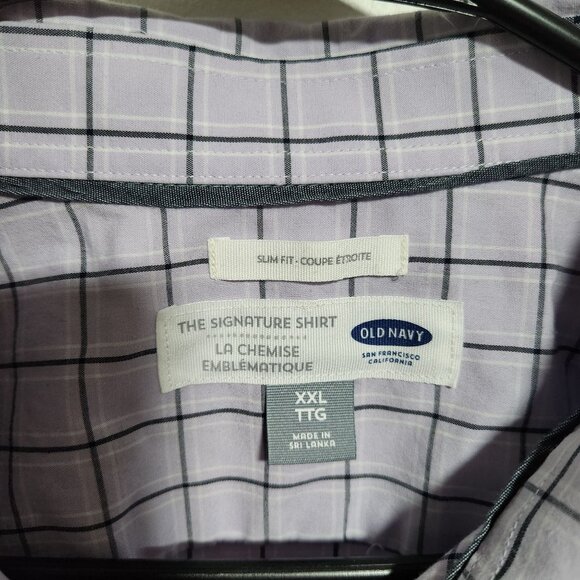 SLIM FIT • COUPE ÉTROITE
THE SIGNATURE SHIRT
LA CHEMISE
EMBLÉMATIQUE
OLD NAVY
SAN FRANCISCO
CALIFORNIA
XXL
TTG
MADE IN
SRI LANKA